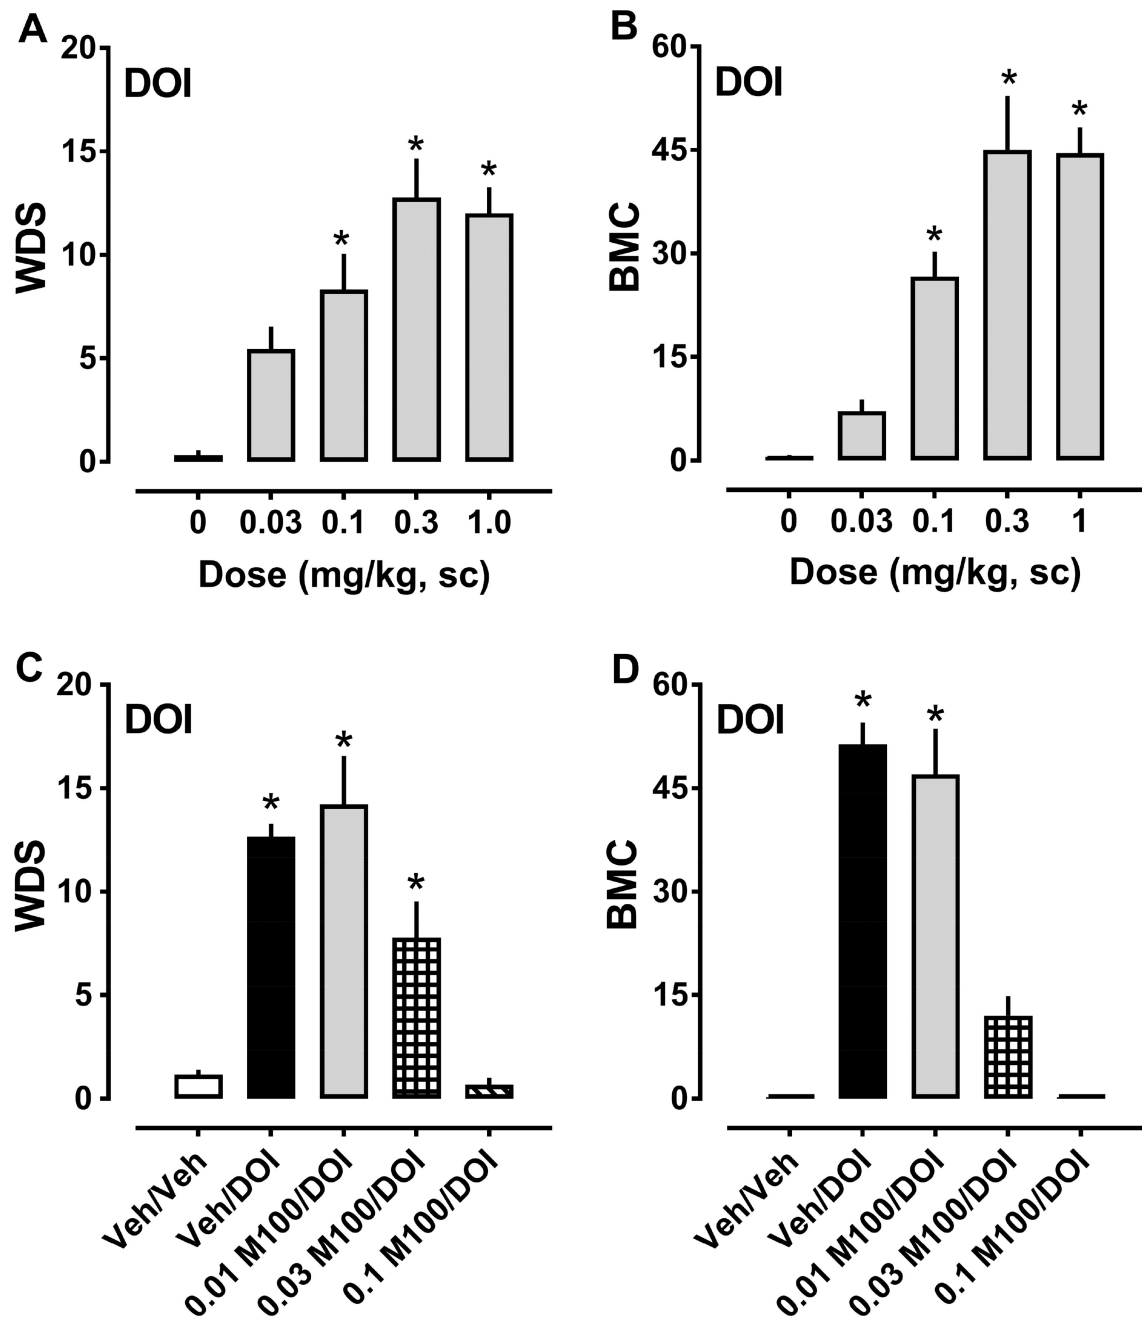 A
DOI
WDS
20
15
10
5
0
0 0.03 0.1 0.3 1.0
Dose (mg/kg, sc)
B
DOI
BMC
60
45
30
15
0
0 0.03 0.1 0.3 1
Dose (mg/kg, sc)
C
DOI
WDS
20
15
10
5
0
Veh/Veh
Veh/DOI
0.01 M100/DOI
0.03 M100/DOI
0.1 M100/DOI
D
DOI
BMC
60
45
30
15
0
Veh/Veh
Veh/DOI
0.01 M100/DOI
0.03 M100/DOI
0.1 M100/DOI